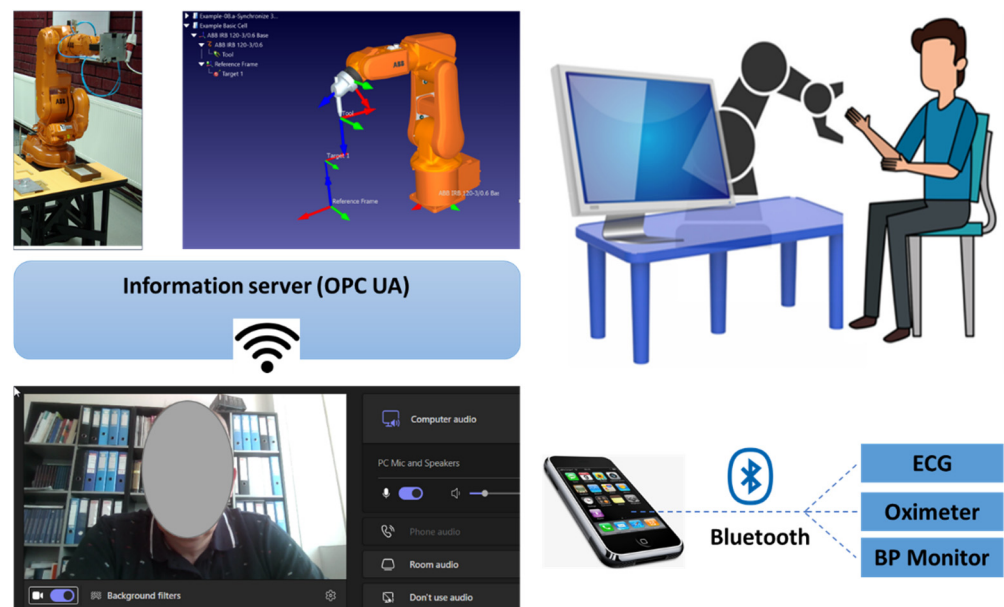 Example-08.a-Synchronize 3...
Example Basic Cell
ABB IRB 120-3/0.6 Base
ABB IRB 120-3/0.6
Tool
Reference Frame
Target 1
ABB
ABB
Tool
Target 1
ABB IRB 120-3/0.6 Bas
Reference Frame
Information server (OPC UA)
Computer audio
PC Mic and Speakers
Phone audio
Room audio
Background filters
Don't use audio
Bluetooth
ECG
Oximeter
BP Monitor